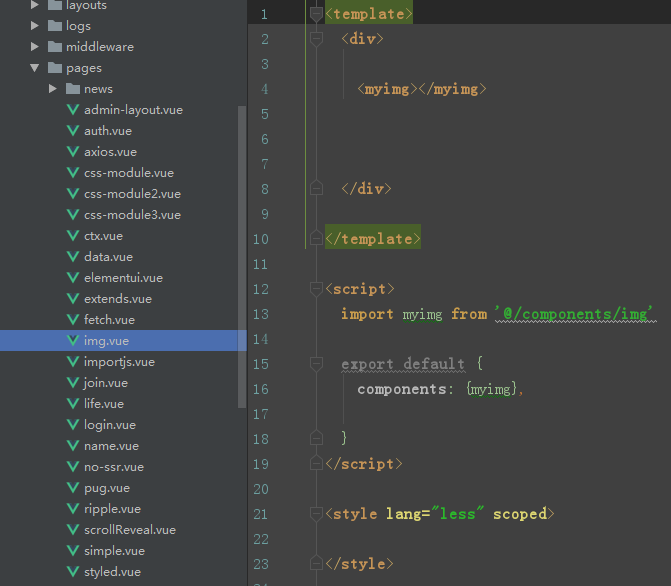 layouts
logs
middleware
pages
news
admin-layout.vue
auth.vue
axios.vue
css-module.vue
css-module2.vue
css-module3.vue
ctx.vue
data.vue
elementui.vue
extends.vue
fetch.vue
img.vue
importjs.vue
join.vue
life.vue
login.vue
name.vue
no-ssr.vue
pug.vue
ripple.vue
scrollReveal.vue
simple.vue
styled.vue
1 <template>
2 <div>
3
4 <myimg></myimg>
5
6
7
8 </div>
9
10 </template>
11
12 <script>
13 import myimg from '@/components/img'
14
15 export default {
16 components: {myimg},
17
18 }
19 </script>
20
21 <style lang="less" scoped>
22
23 </style>